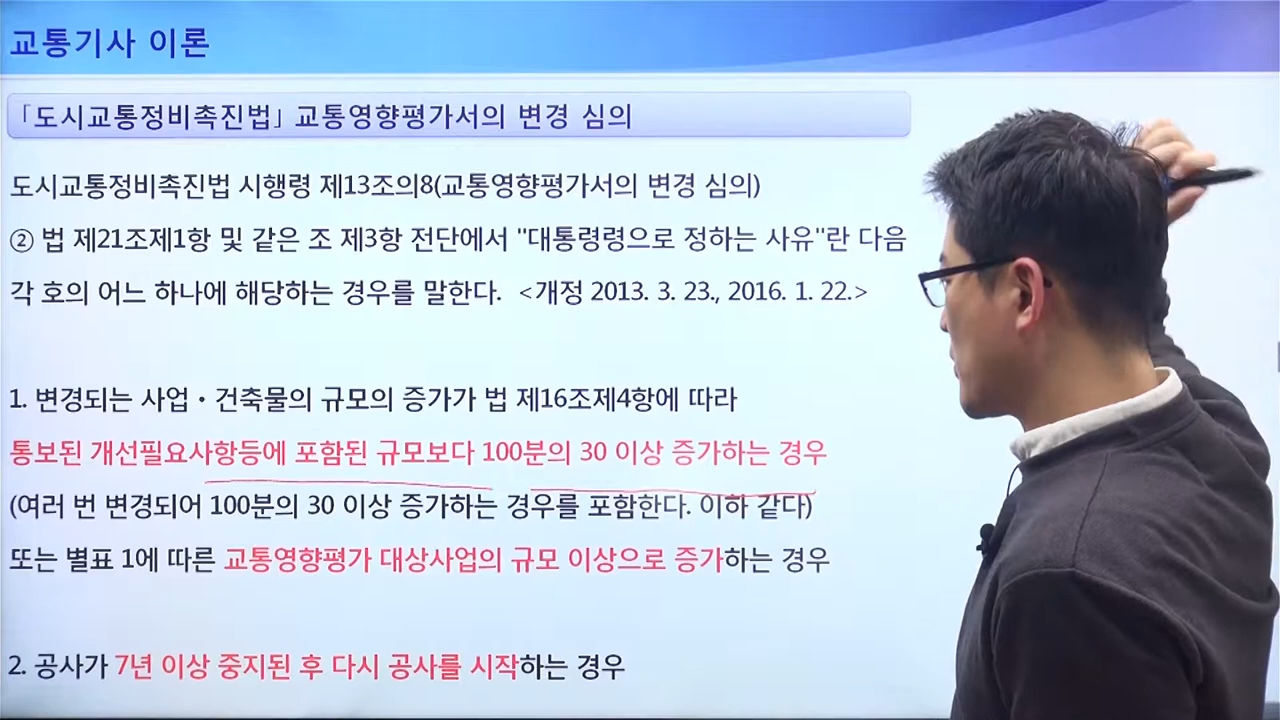 교통기사 이론
「도시교통정비촉진법」 교통영향평가서의 변경 심의
도시교통정비촉진법 시행령 제13조의8(교통영향평가서의 변경 심의)
② 법 제21조제1항 및 같은 조 제3항 전단에서 "대통령령으로 정하는 사유"란 다음
각 호의 어느 하나에 해당하는 경우를 말한다. <개정 2013. 3. 23., 2016. 1. 22.>
1. 변경되는 사업・건축물의 규모의 증가가 법 제16조제4항에 따라
통보된 개선필요사항등에 포함된 규모보다 100분의 30 이상 증가하는 경우
(여러 번 변경되어 100분의 30 이상 증가하는 경우를 포함한다. 이하 같다)
또는 별표 1에 따른 교통영향평가 대상사업의 규모 이상으로 증가하는 경우
2. 공사가 7년 이상 중지된 후 다시 공사를 시작하는 경우